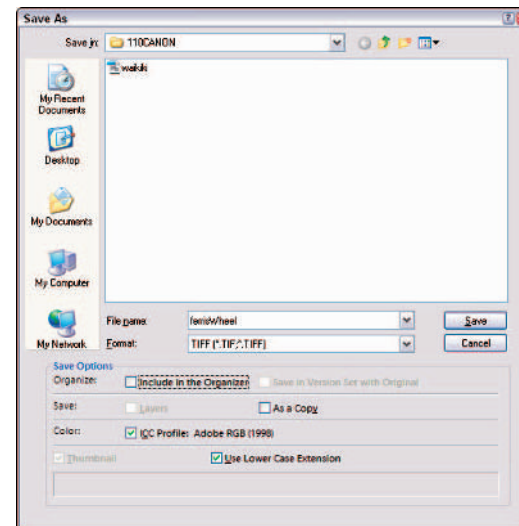 Save As
Save in: 110CANON
waikiki
My Recent Documents
Desktop
My Documents
My Computer
My Network
File name: ferrisWheel Save
Format: TIFF (*.TIF;*.TIFF) Cancel
Save Options
Organize: Include in the Organizer Save in Version Set with Original
Save: Layers As a Copy
Color: ICC Profile: Adobe RGB (1998)
Thumbnail Use Lower Case Extension